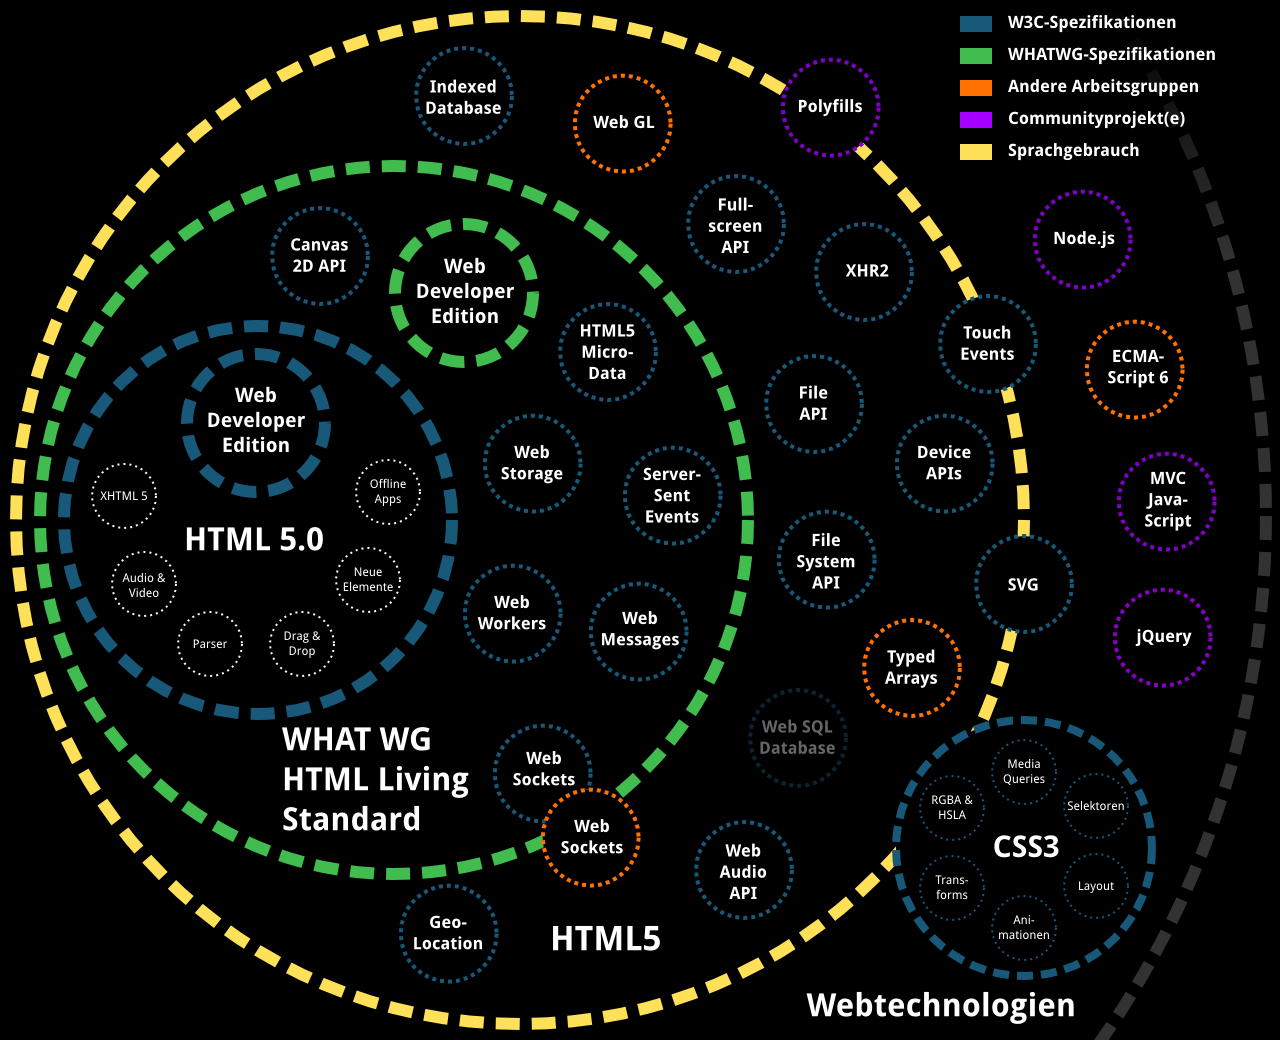 W3C-Spezifikationen
WHATWG-Spezifikationen
Andere Arbeitsgruppen
Communityprojekt(e)
Sprachgebrauch
Indexed
Database
Web GL
Polyfills
Full-
screen
API
XHR2
Node.js
Canvas
2D API
Web
Developer
Edition
HTML5
Micro-
Data
Touch
Events
ECMA-
Script 6
Web
Developer
Edition
File
API
Web
Storage
Server-
Sent
Events
Device
APIs
MVC
Java-
Script
XHTML 5
Offline
Apps
HTML 5.0
Audio &
Video
Neue
Elemente
Parser
Drag &
Drop
File
System
API
SVG
Web
Workers
Web
Messages
jQuery
Typed
Arrays
WHAT WG
HTML Living
Standard
Web SQL
Database
Web
Sockets
Web
Sockets
Web
Audio
API
Media
Queries
RGBA &
HSLA
Selektoren
CSS3
Trans-
forms
Layout
Ani-
mationen
Geo-
Location
HTML5
Webtechnologien